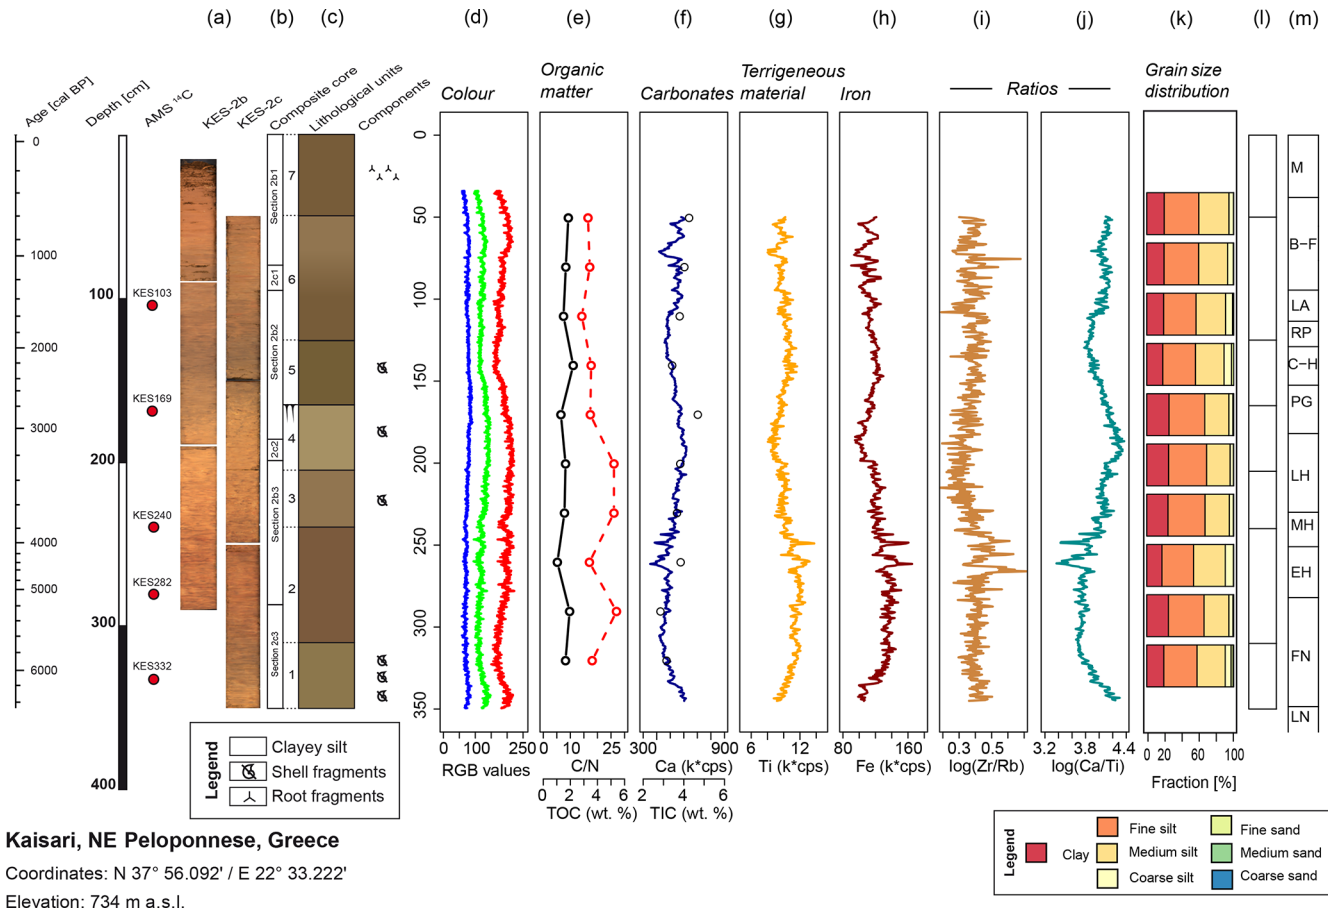 (a) (b) (c) (d) (e) (f) (g) (h) (i) (j) (k) (l) (m)
Age [cal BP]
Depth [cm]
AMS ¹⁴C
KES-2b
KES-2c
Composite core
Lithological units
Components
Colour
Organic matter
Carbonates
Terrigeneous material
Iron
Ratios
Grain size distribution
0
1000
2000
3000
4000
5000
6000
100
200
300
400
KES103
KES169
KES240
KES282
KES332
Section 2b1
2c1
Section 2b2
2c2
Section 2b3
Section 2c3
7
6
5
4
3
2
1
0
50
100
150
200
250
300
350
0 100 250
RGB values
0 10 25
C/N
0 2 4 6
TOC (wt. %)
300 900
Ca (k*cps)
2 4 6
TIC (wt. %)
6 12
Ti (k*cps)
80 160
Fe (k*cps)
0.3 0.5
log(Zr/Rb)
3.2 3.8 4.4
log(Ca/Ti)
0 50 100
Fraction [%]
M
B−F
LA
RP
C−H
PG
LH
MH
EH
FN
LN
Legend
Clayey silt
Shell fragments
Root fragments
Legend
Clay
Fine silt
Medium silt
Coarse silt
Fine sand
Medium sand
Coarse sand
Kaisari, NE Peloponnese, Greece
Coordinates: N 37° 56.092' / E 22° 33.222'
Elevation: 734 m a.s.l.